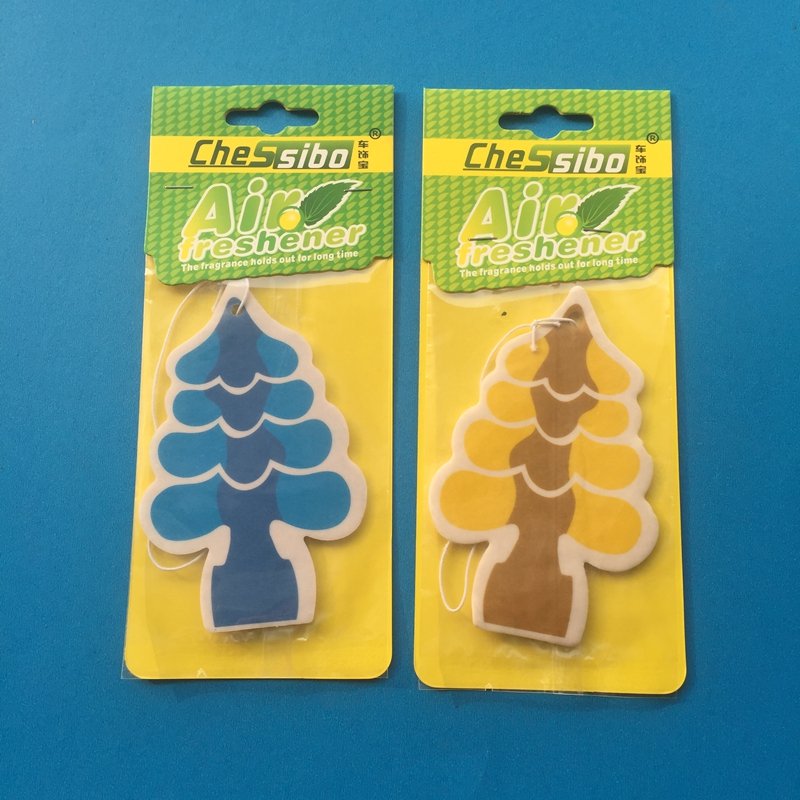 CheSsibo®
车饰宝
Air
freshener
The fragrance holds out for long time
CheSsibo®
车饰宝
Air
freshener
The fragrance holds out for long time